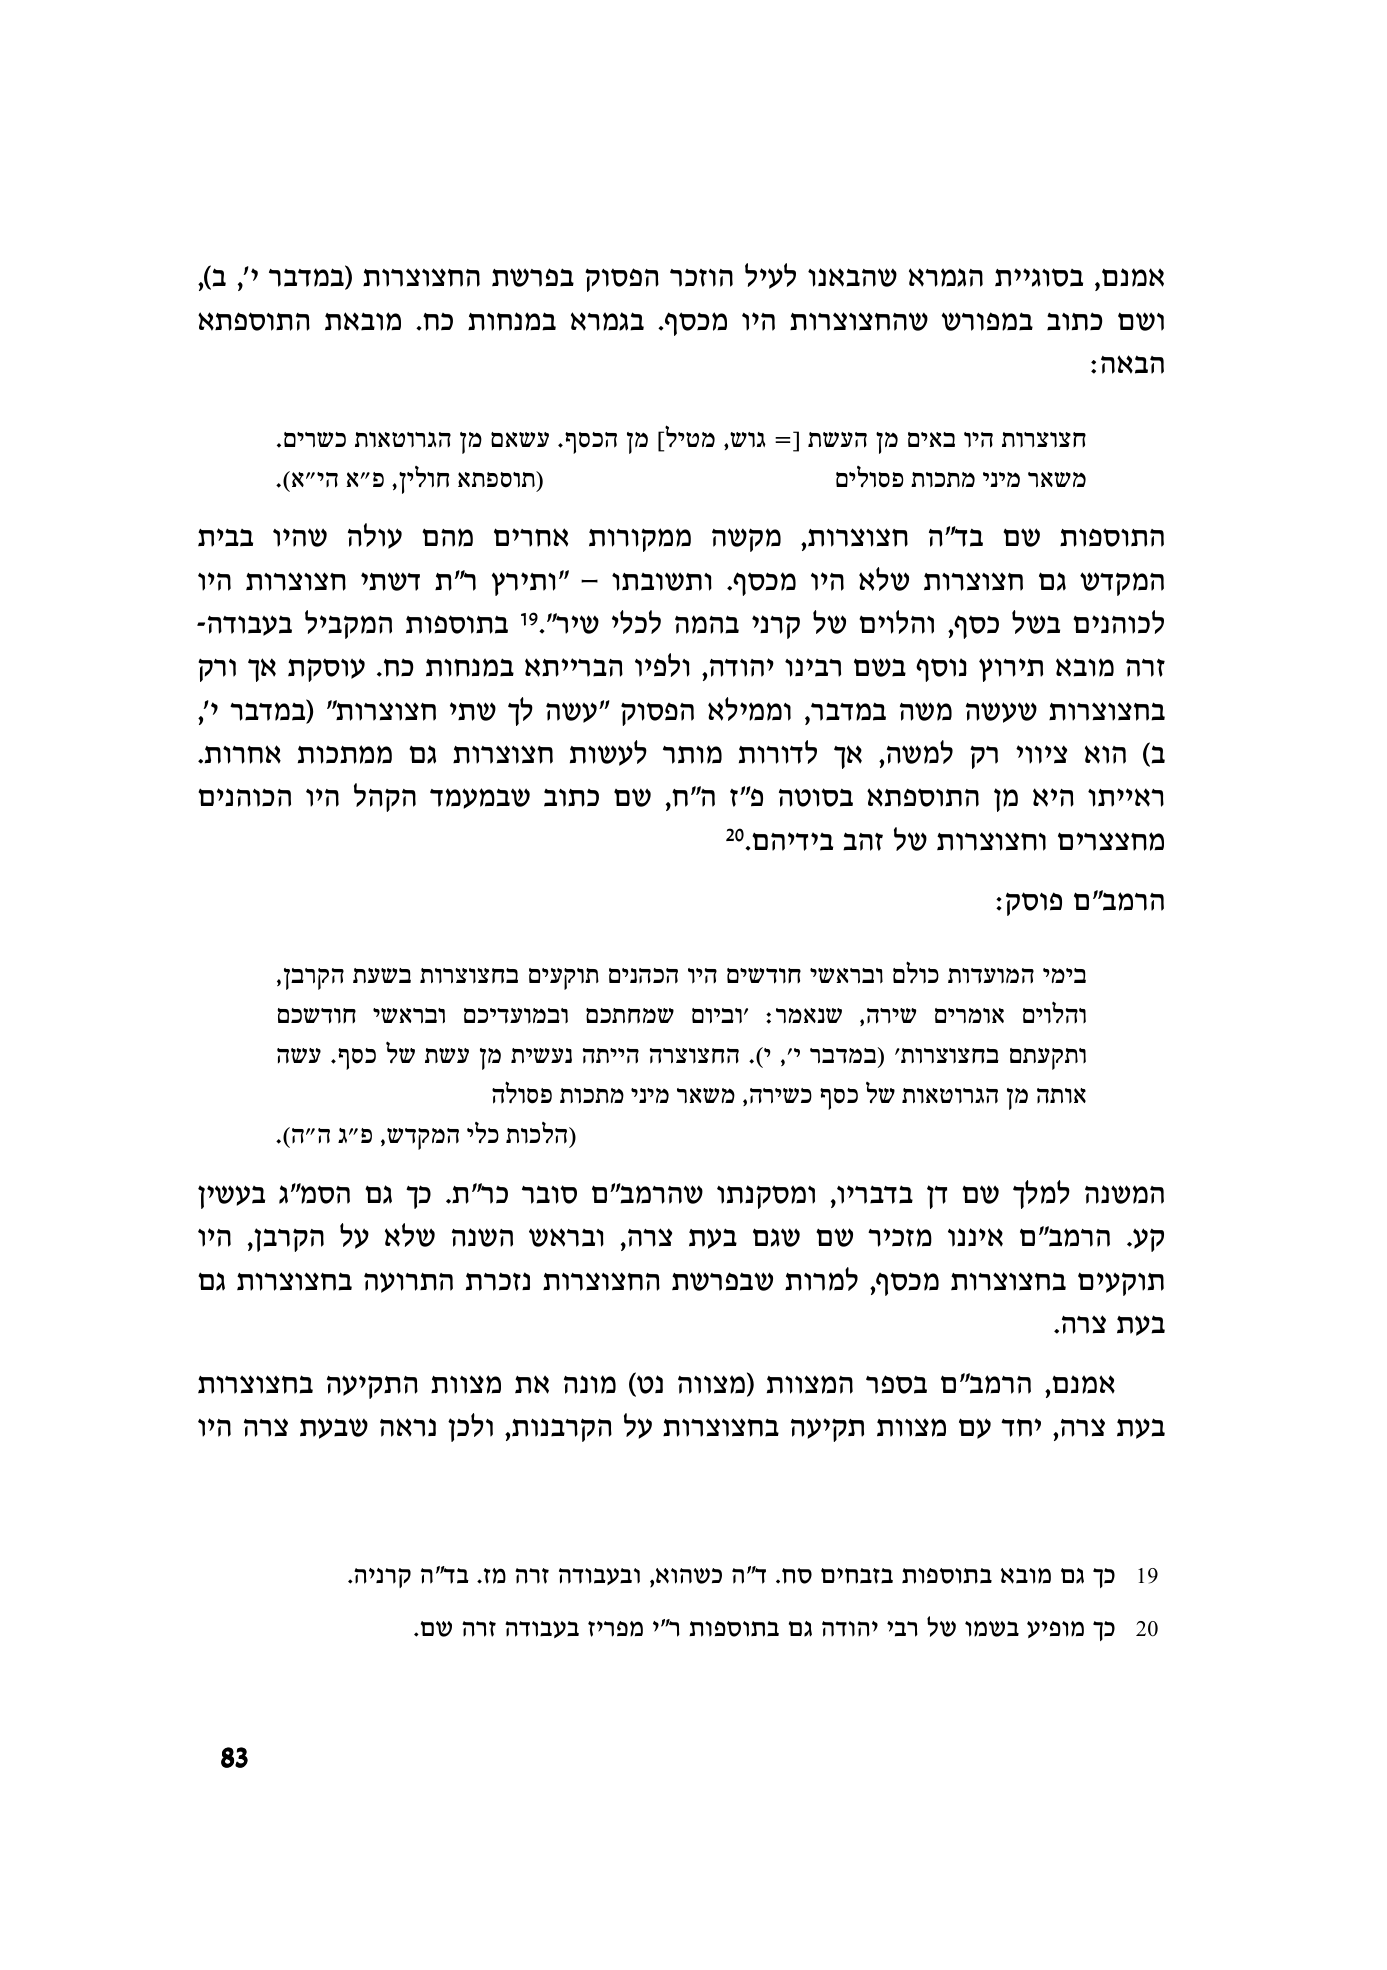 אמנם, בסוגיית הגמרא שהבאנו לעיל הוזכר הפסוק בפרשת החצוצרות (במדבר י', ב),
ושם כתוב במפורש שהחצוצרות היו מכסף. בגמרא במנחות כח. מובאת התוספתא
הבאה:
חצוצרות היו באים מן העשת [= גוש, מטיל] מן הכסף. עשאם מן הגרוטאות כשרים.
משאר מיני מתכות פסולים (תוספתא חולין, פ״א הי״א).
התוספות שם בד"ה חצוצרות, מקשה ממקורות אחרים מהם עולה שהיו בבית
המקדש גם חצוצרות שלא היו מכסף. ותשובתו – "ותירץ ר"ת דשתי חצוצרות היו
לכוהנים בשל כסף, והלוים של קרני בהמה לכלי שיר".19 בתוספות המקביל בעבודה-
זרה מובא תירוץ נוסף בשם רבינו יהודה, ולפיו הברייתא במנחות כח. עוסקת אך ורק
בחצוצרות שעשה משה במדבר, וממילא הפסוק "עשה לך שתי חצוצרות" (במדבר י',
ב) הוא ציווי רק למשה, אך לדורות מותר לעשות חצוצרות גם ממתכות אחרות.
ראייתו היא מן התוספתא בסוטה פ"ז ה"ח, שם כתוב שבמעמד הקהל היו הכוהנים
מחצצרים וחצוצרות של זהב בידיהם.20
הרמב"ם פוסק:
בימי המועדות כולם ובראשי חודשים היו הכהנים תוקעים בחצוצרות בשעת הקרבן,
והלוים אומרים שירה, שנאמר: ׳וביום שמחתכם ובמועדיכם ובראשי חודשכם
ותקעתם בחצוצרות׳ (במדבר י׳, י). החצוצרה הייתה נעשית מן עשת של כסף. עשה
אותה מן הגרוטאות של כסף כשירה, משאר מיני מתכות פסולה
(הלכות כלי המקדש, פ״ג ה״ה).
המשנה למלך שם דן בדבריו, ומסקנתו שהרמב"ם סובר כר"ת. כך גם הסמ"ג בעשין
קע. הרמב"ם איננו מזכיר שם שגם בעת צרה, ובראש השנה שלא על הקרבן, היו
תוקעים בחצוצרות מכסף, למרות שבפרשת החצוצרות נזכרת התרועה בחצוצרות גם
בעת צרה.
אמנם, הרמב"ם בספר המצוות (מצווה נט) מונה את מצוות התקיעה בחצוצרות
בעת צרה, יחד עם מצוות תקיעה בחצוצרות על הקרבנות, ולכן נראה שבעת צרה היו
19 כך גם מובא בתוספות בזבחים סח. ד"ה כשהוא, ובעבודה זרה מז. בד"ה קרניה.
20 כך מופיע בשמו של רבי יהודה גם בתוספות ר"י מפריז בעבודה זרה שם.
83